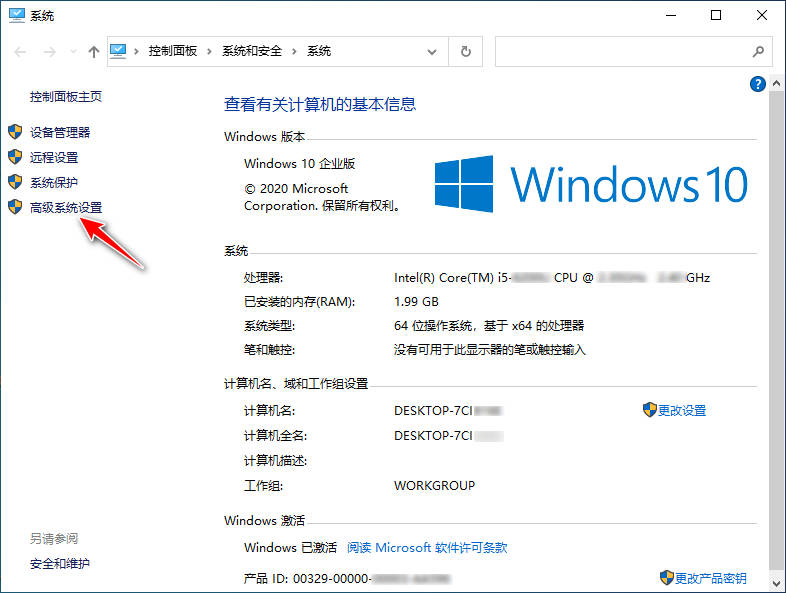 系统
控制面板 › 系统和安全 › 系统
控制面板主页
设备管理器
远程设置
系统保护
高级系统设置
查看有关计算机的基本信息
Windows 版本
Windows 10 企业版
© 2020 Microsoft
Corporation. 保留所有权利。
Windows 10
系统
处理器: Intel(R) Core(TM) i5- CPU @ GHz
已安装的内存(RAM): 1.99 GB
系统类型: 64 位操作系统，基于 x64 的处理器
笔和触控: 没有可用于此显示器的笔或触控输入
计算机名、域和工作组设置
计算机名: DESKTOP-7CI 更改设置
计算机全名: DESKTOP-7CI
计算机描述:
工作组: WORKGROUP
Windows 激活
Windows 已激活 阅读 Microsoft 软件许可条款
产品 ID: 00329-00000- 更改产品密钥
另请参阅
安全和维护